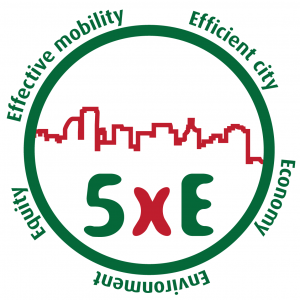 Effective mobility
Efficient city
Economy
Environment
Equity
5xE